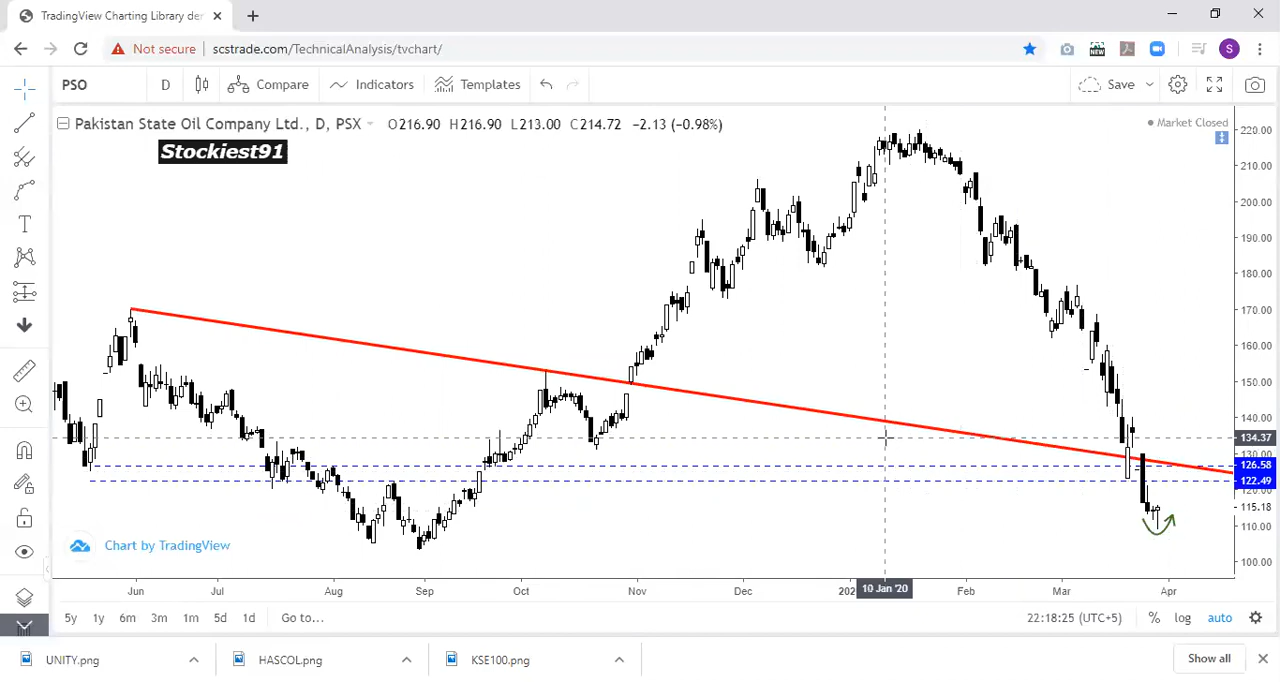 TradingView Charting Library der
Not secure | scstrade.com/TechnicalAnalysis/tvchart/
NEW
S
PSO D Compare Indicators Templates Save
Pakistan State Oil Company Ltd., D, PSX O216.90 H216.90 L213.00 C214.72 −2.13 (−0.98%)
Market Closed
Stockiest91
220.00
210.00
200.00
190.00
180.00
170.00
160.00
150.00
140.00
134.37
130.00
126.58
122.49
120.00
115.18
110.00
100.00
T
Chart by TradingView
Jun Jul Aug Sep Oct Nov Dec 202 10 Jan '20 Feb Mar Apr
5y 1y 6m 3m 1m 5d 1d Go to... 22:18:25 (UTC+5) % log auto
UNITY.png HASCOL.png KSE100.png Show all